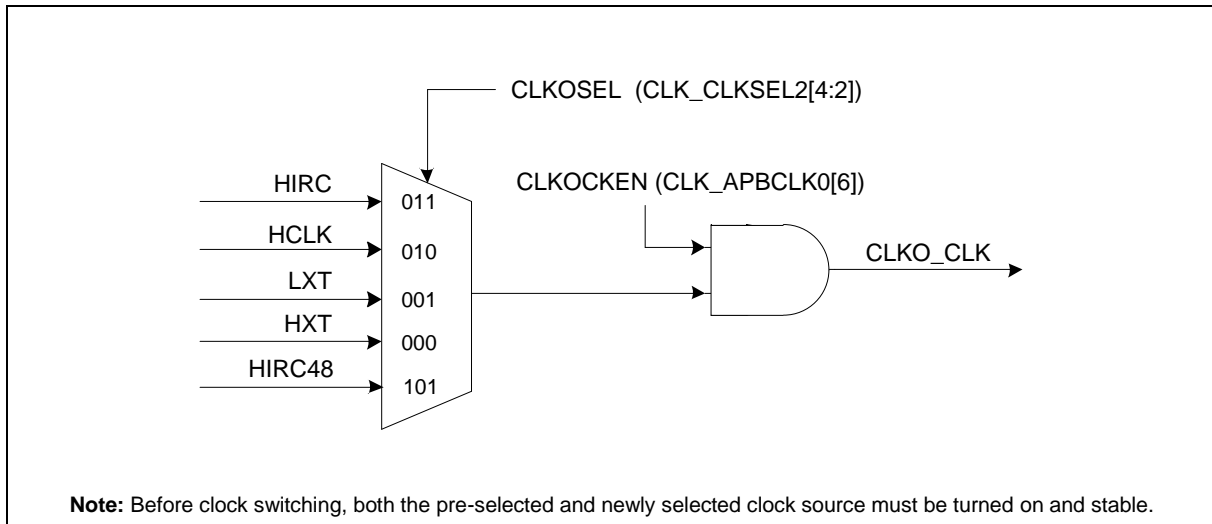 CLKOSEL (CLK_CLKSEL2[4:2])
CLKOCKEN (CLK_APBCLK0[6])
HIRC
011
HCLK
010
LXT
001
HXT
000
HIRC48
101
CLKO_CLK
Note: Before clock switching, both the pre-selected and newly selected clock source must be turned on and stable.